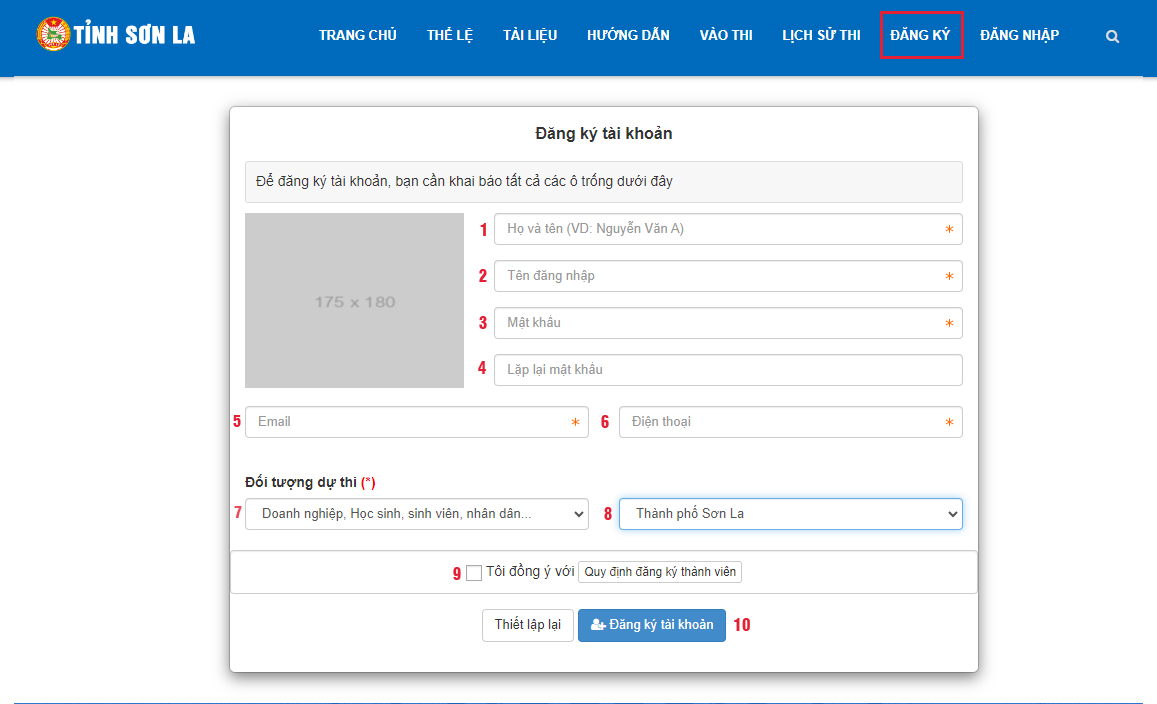 TỈNH SƠN LA TRANG CHỦ THỂ LỆ TÀI LIỆU HƯỚNG DẪN VÀO THI LỊCH SỬ THI ĐĂNG KÝ ĐĂNG NHẬP
Đăng ký tài khoản
Để đăng ký tài khoản, bạn cần khai báo tất cả các ô trống dưới đây
175 x 180
1 Họ và tên (VD: Nguyễn Văn A) *
2 Tên đăng nhập *
3 Mật khẩu *
4 Lặp lại mật khẩu
5 Email * 6 Điện thoại *
Đối tượng dự thi (*)
7 Doanh nghiệp, Học sinh, sinh viên, nhân dân... 8 Thành phố Sơn La
9 Tôi đồng ý với Quy định đăng ký thành viên
Thiết lập lại Đăng ký tài khoản 10